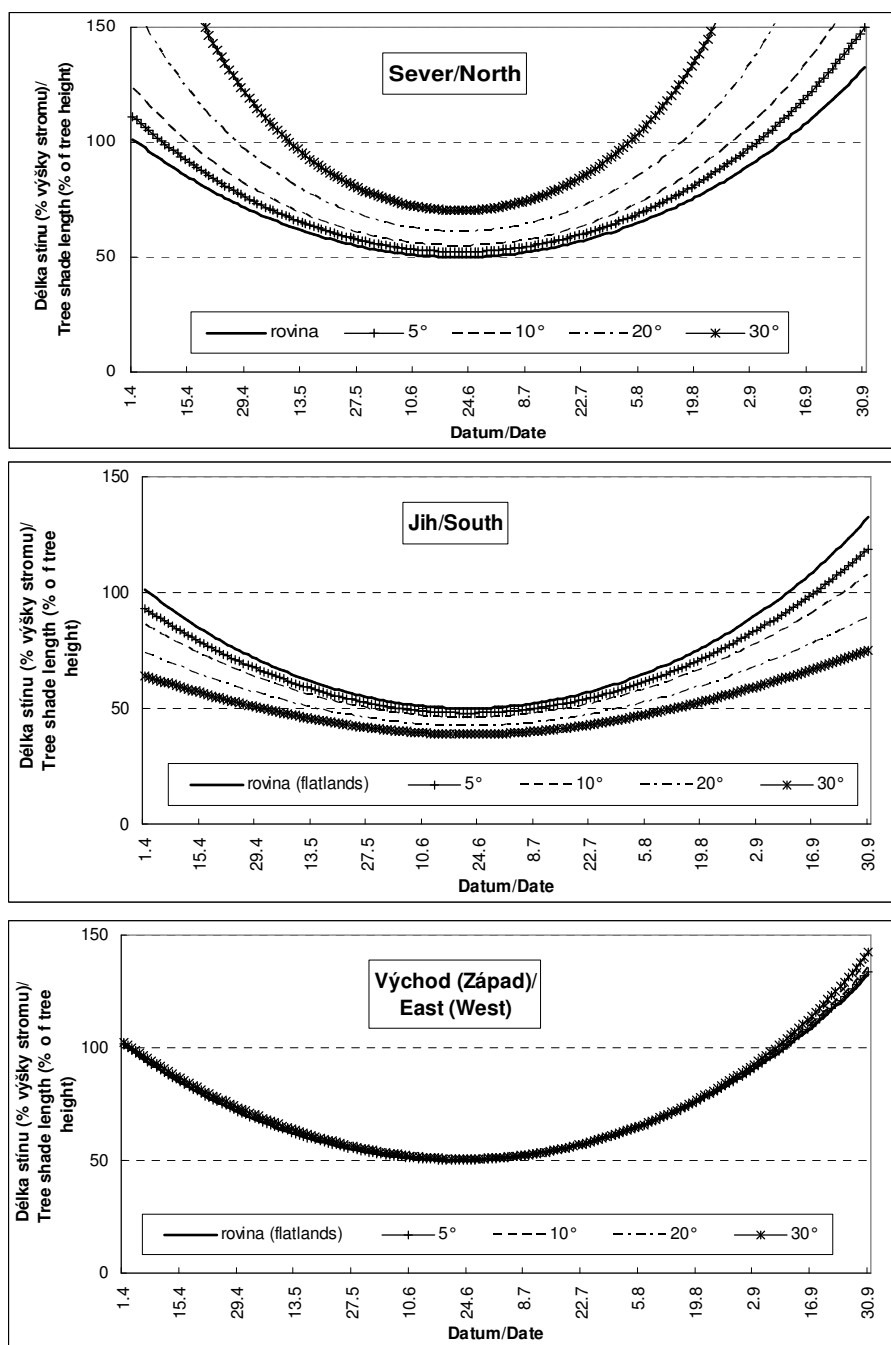 Délka stínu (% výšky stromu)/
Tree shade length (% of tree height)
150
100
50
0
Sever/North
rovina 5° 10° 20° 30°
1.4 15.4 29.4 13.5 27.5 10.6 24.6 8.7 22.7 5.8 19.8 2.9 16.9 30.9
Datum/Date
Délka stínu (% výšky stromu)/
Tree shade length (% o f tree
height)
150
100
50
0
Jih/South
rovina (flatlands) 5° 10° 20° 30°
1.4 15.4 29.4 13.5 27.5 10.6 24.6 8.7 22.7 5.8 19.8 2.9 16.9 30.9
Datum/Date
Délka stínu (% výšky stromu)/
Tree shade length (% o f tree
height)
150
100
50
0
Východ (Západ)/
East (West)
rovina (flatlands) 5° 10° 20° 30°
1.4 15.4 29.4 13.5 27.5 10.6 24.6 8.7 22.7 5.8 19.8 2.9 16.9 30.9
Datum/Date